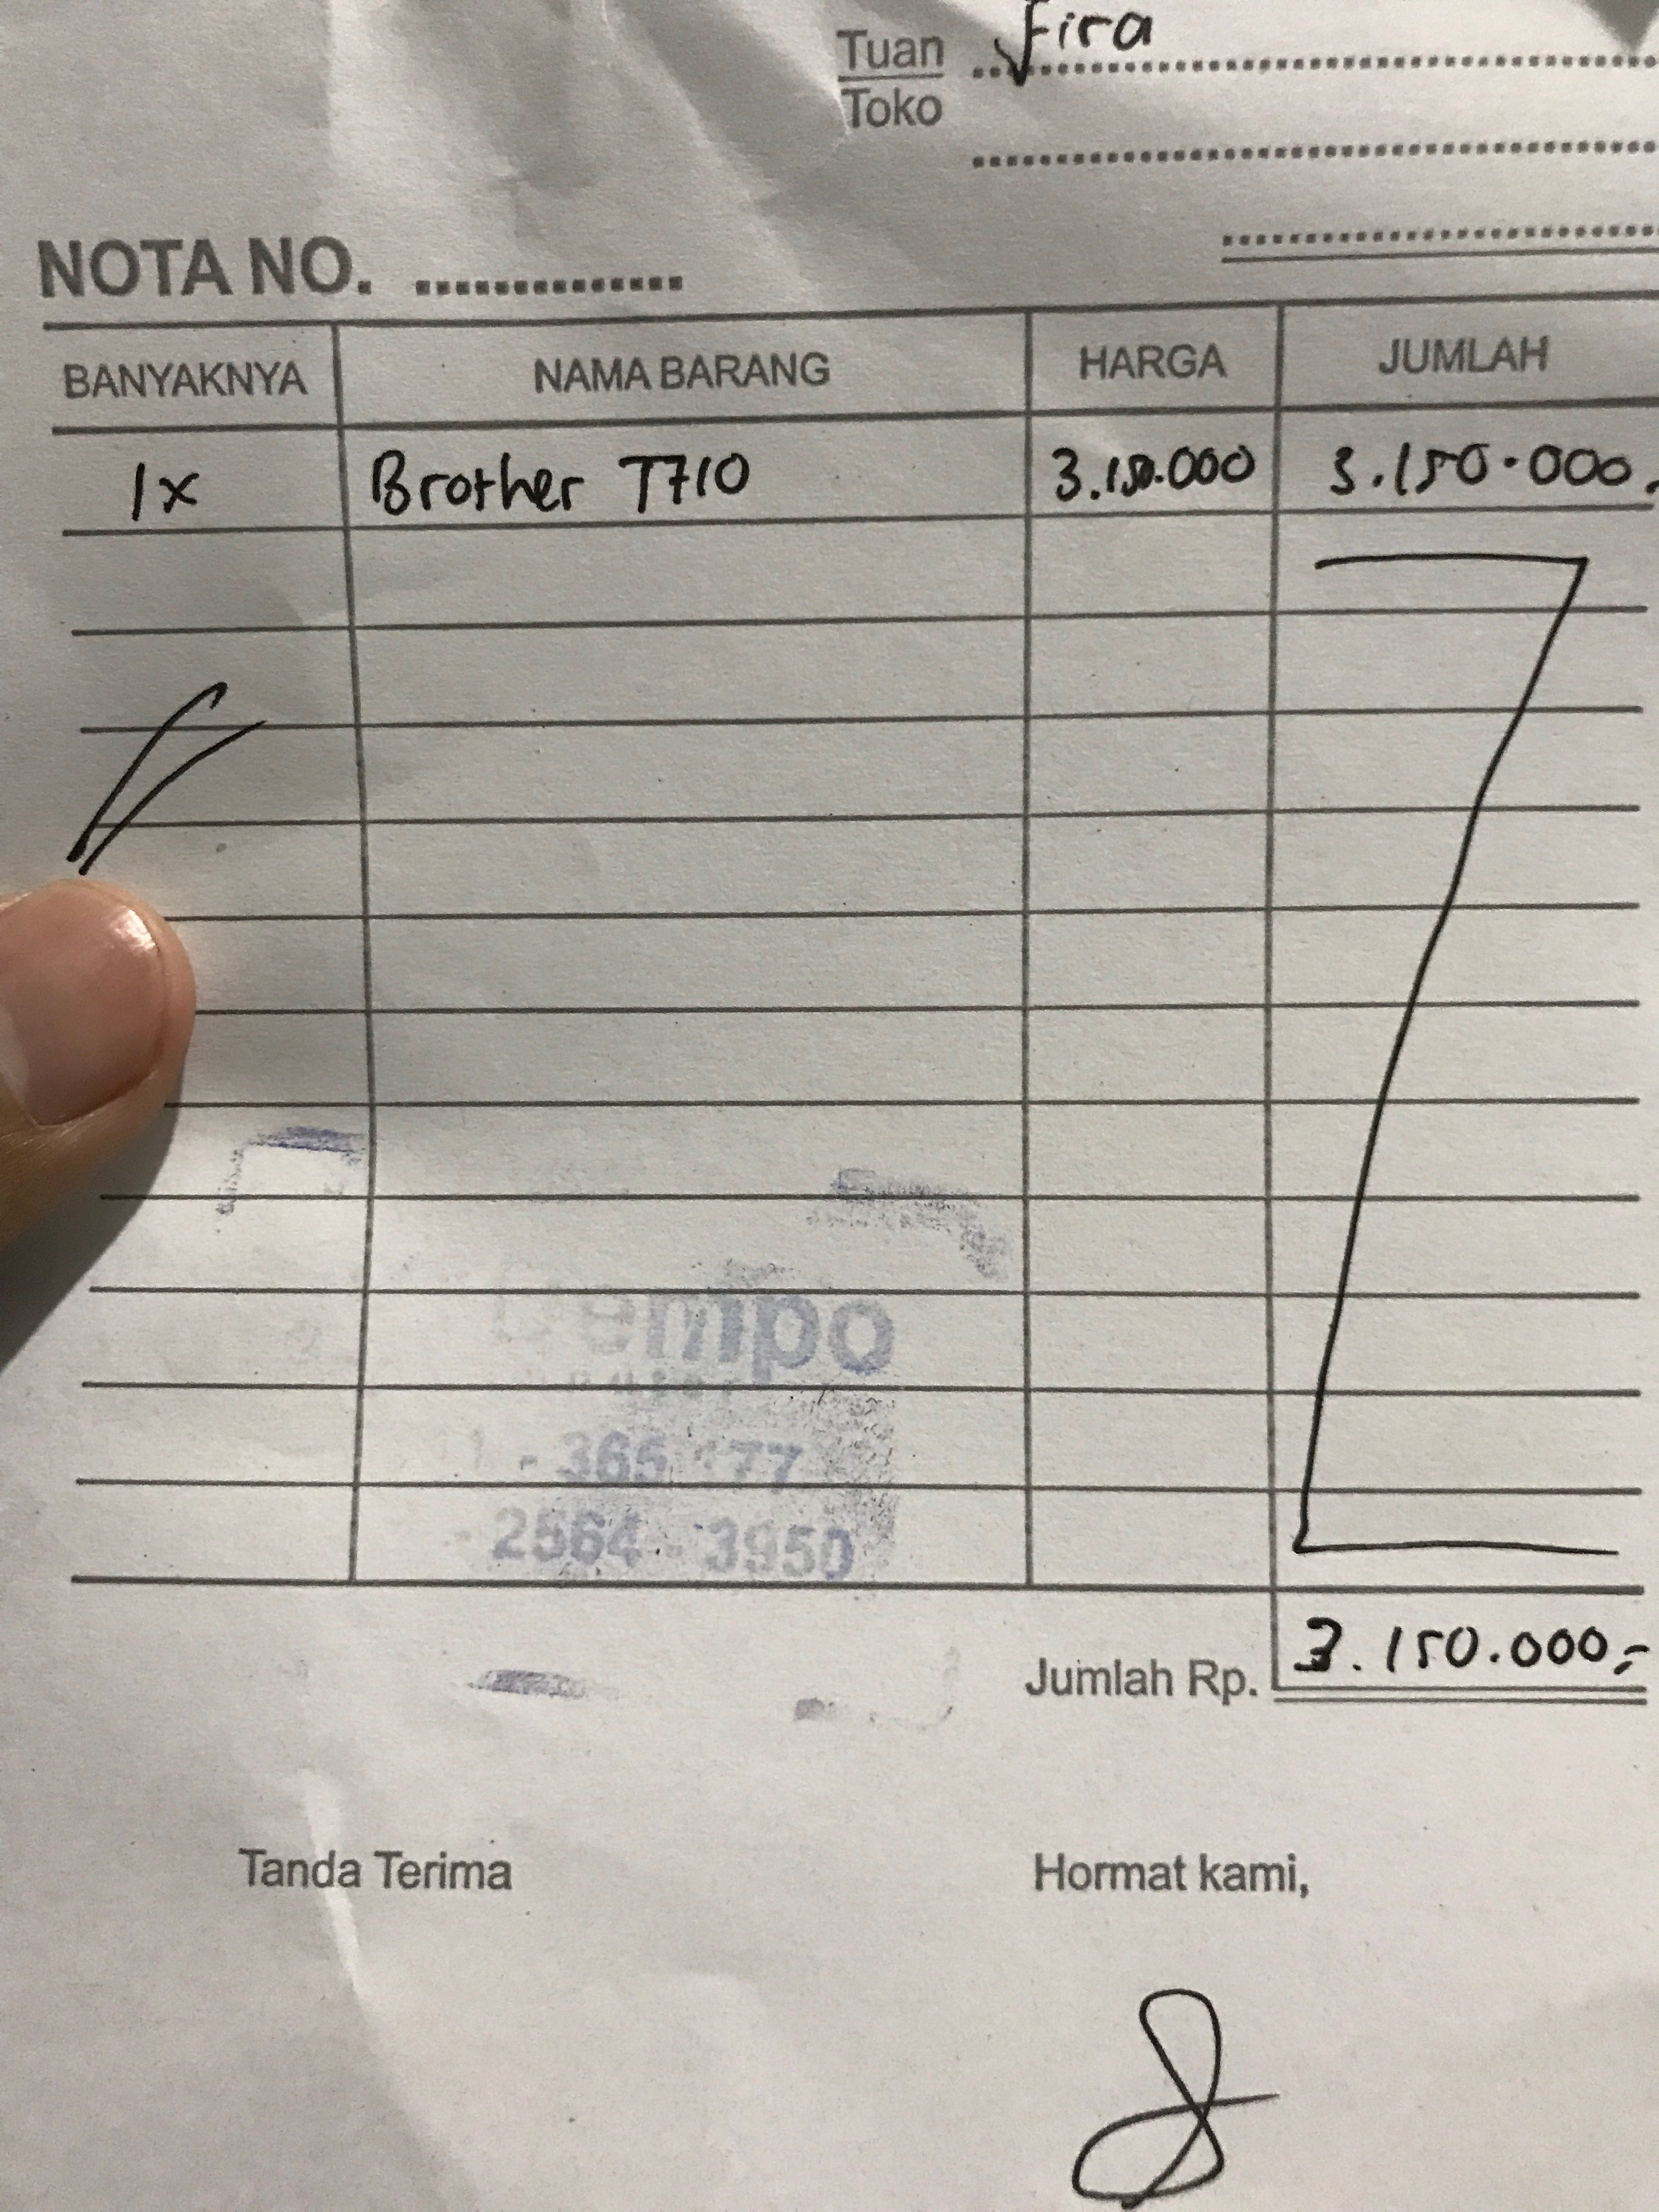 Tuan Fira
Toko
NOTA NO. ..............
BANYAKNYA NAMA BARANG HARGA JUMLAH
1x Brother T710 3.150.000 3.150.000,
2564 - 3950
Jumlah Rp. 3.150.000,-
Tanda Terima Hormat kami,